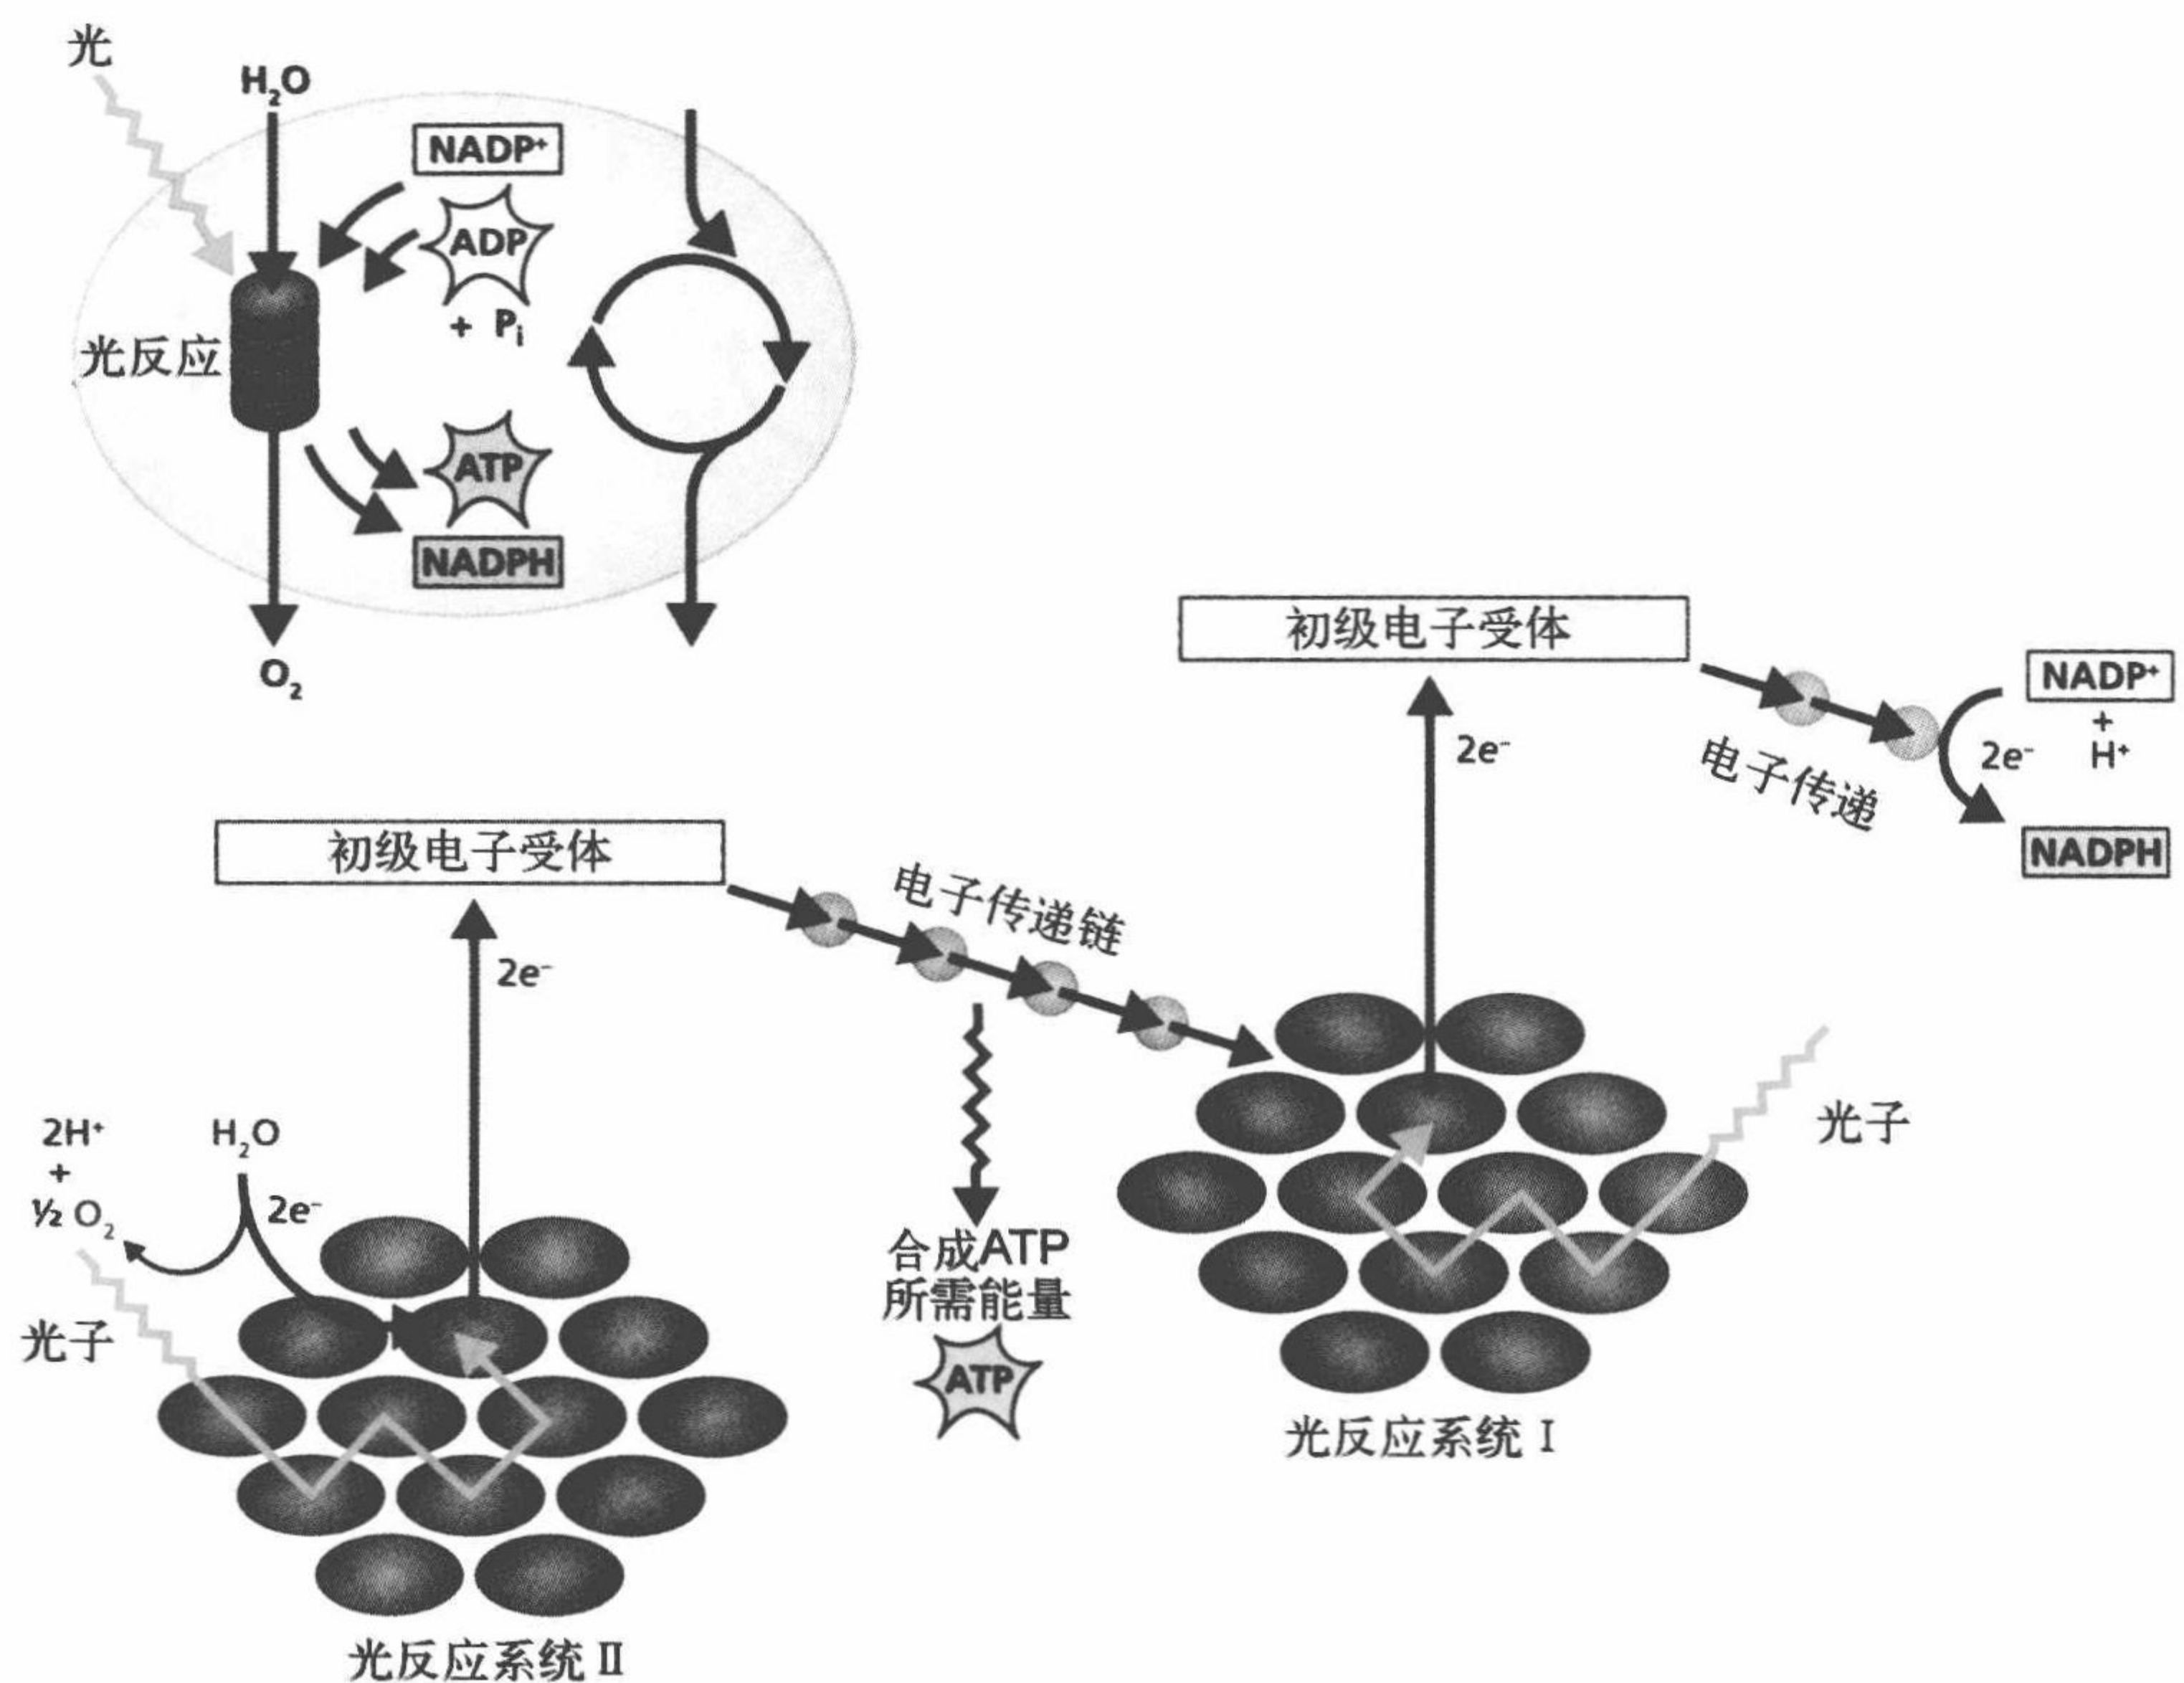 光
H₂O
NADP⁺
ADP
+ Pᵢ
光反应
ATP
NADPH
O₂
初级电子受体
NADP⁺
+
H⁺
2e⁻
2e⁻
电子传递
NADPH
初级电子受体
电子传递链
2e⁻
2H⁺
+
½ O₂
H₂O
2e⁻
光子
光子
合成ATP
所需能量
ATP
光反应系统 I
光反应系统 II